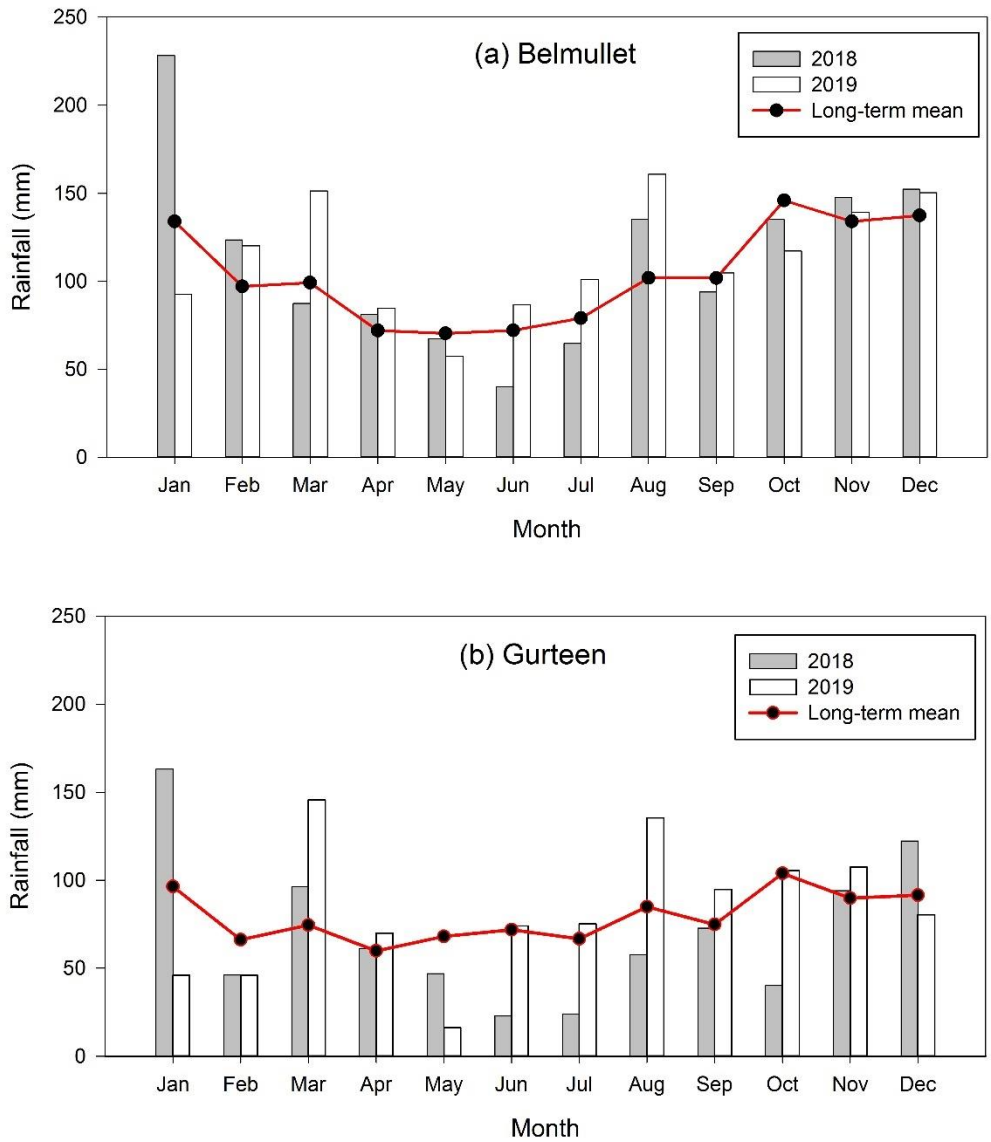 (a) Belmullet
2018
2019
Long-term mean
Rainfall (mm)
250
200
150
100
50
0
Jan Feb Mar Apr May Jun Jul Aug Sep Oct Nov Dec
Month
(b) Gurteen
2018
2019
Long-term mean
Rainfall (mm)
250
200
150
100
50
0
Jan Feb Mar Apr May Jun Jul Aug Sep Oct Nov Dec
Month